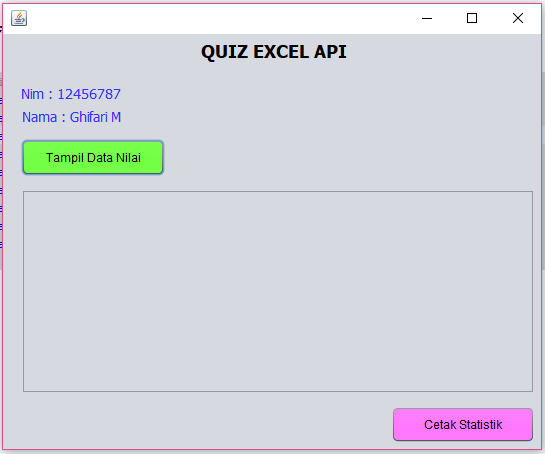 QUIZ EXCEL API
Nim : 12456787
Nama : Ghifari M
Tampil Data Nilai
Cetak Statistik